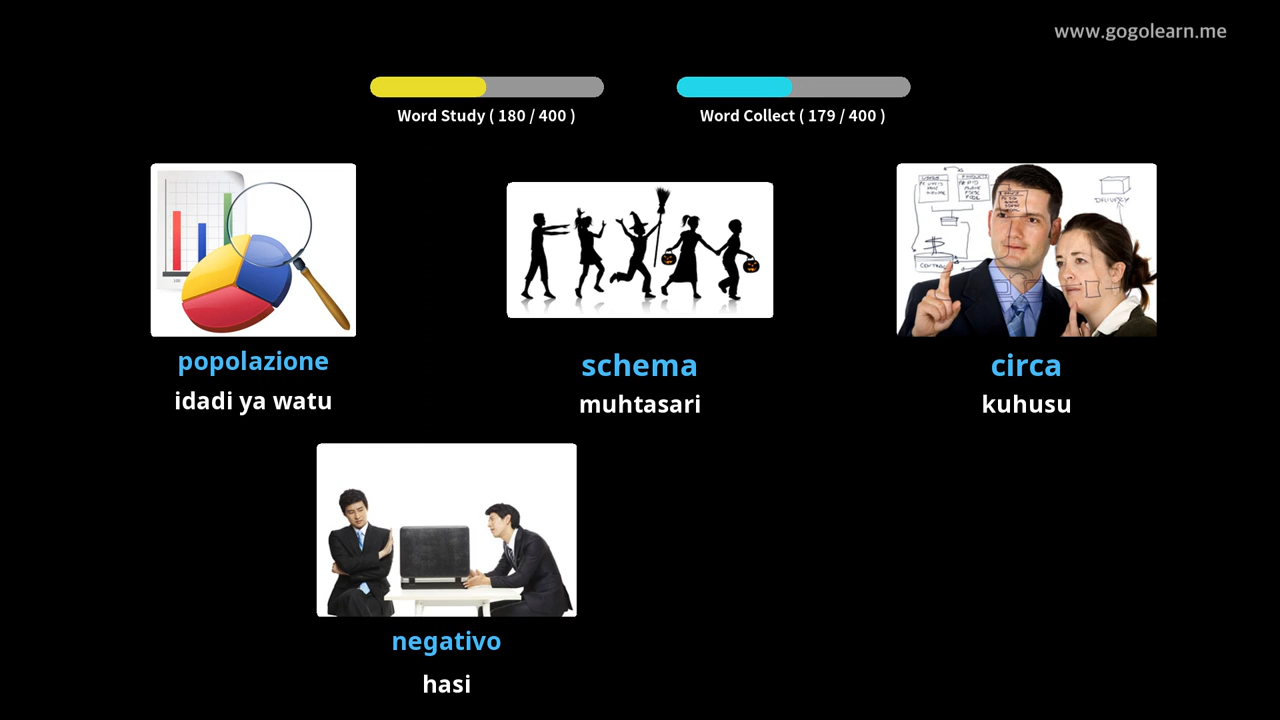 www.gogolearn.me
Word Study ( 180 / 400 )
Word Collect ( 179 / 400 )
popolazione
idadi ya watu
schema
muhtasari
circa
kuhusu
negativo
hasi